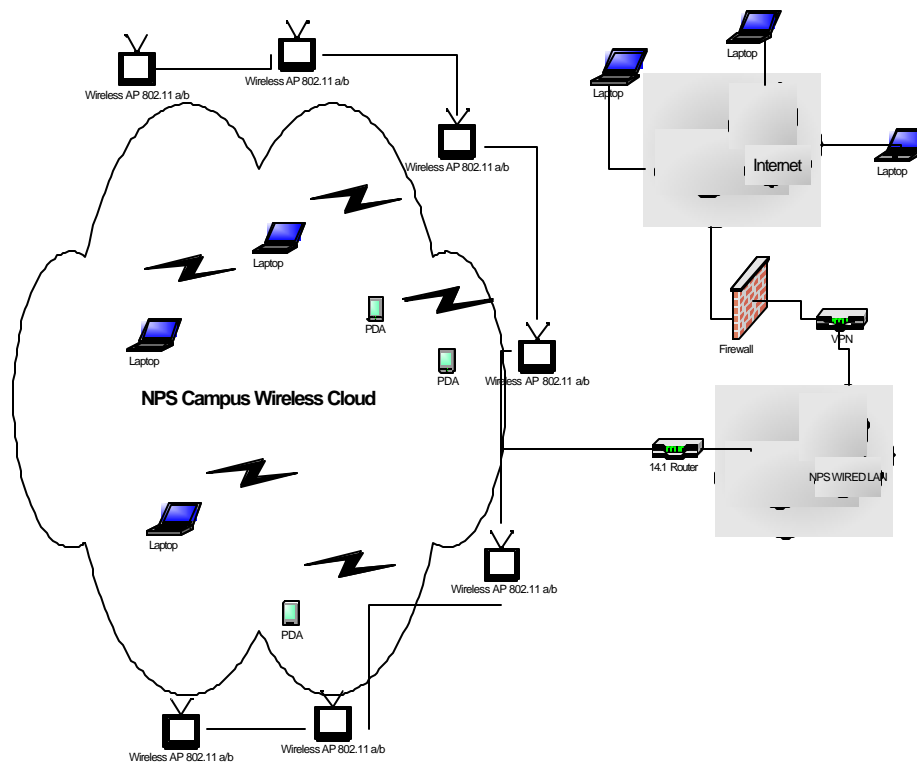 Laptop
Wireless AP 802.11 a/b
Wireless AP 802.11 a/b
Laptop
Wireless AP 802.11 a/b
Internet
Laptop
Laptop
PDA
Firewall
VPN
Laptop
PDA
Wireless AP 802.11 a/b
NPS Campus Wireless Cloud
14.1 Router
NPS WIRED LAN
Laptop
Wireless AP 802.11 a/b
PDA
Wireless AP 802.11 a/b
Wireless AP 802.11 a/b